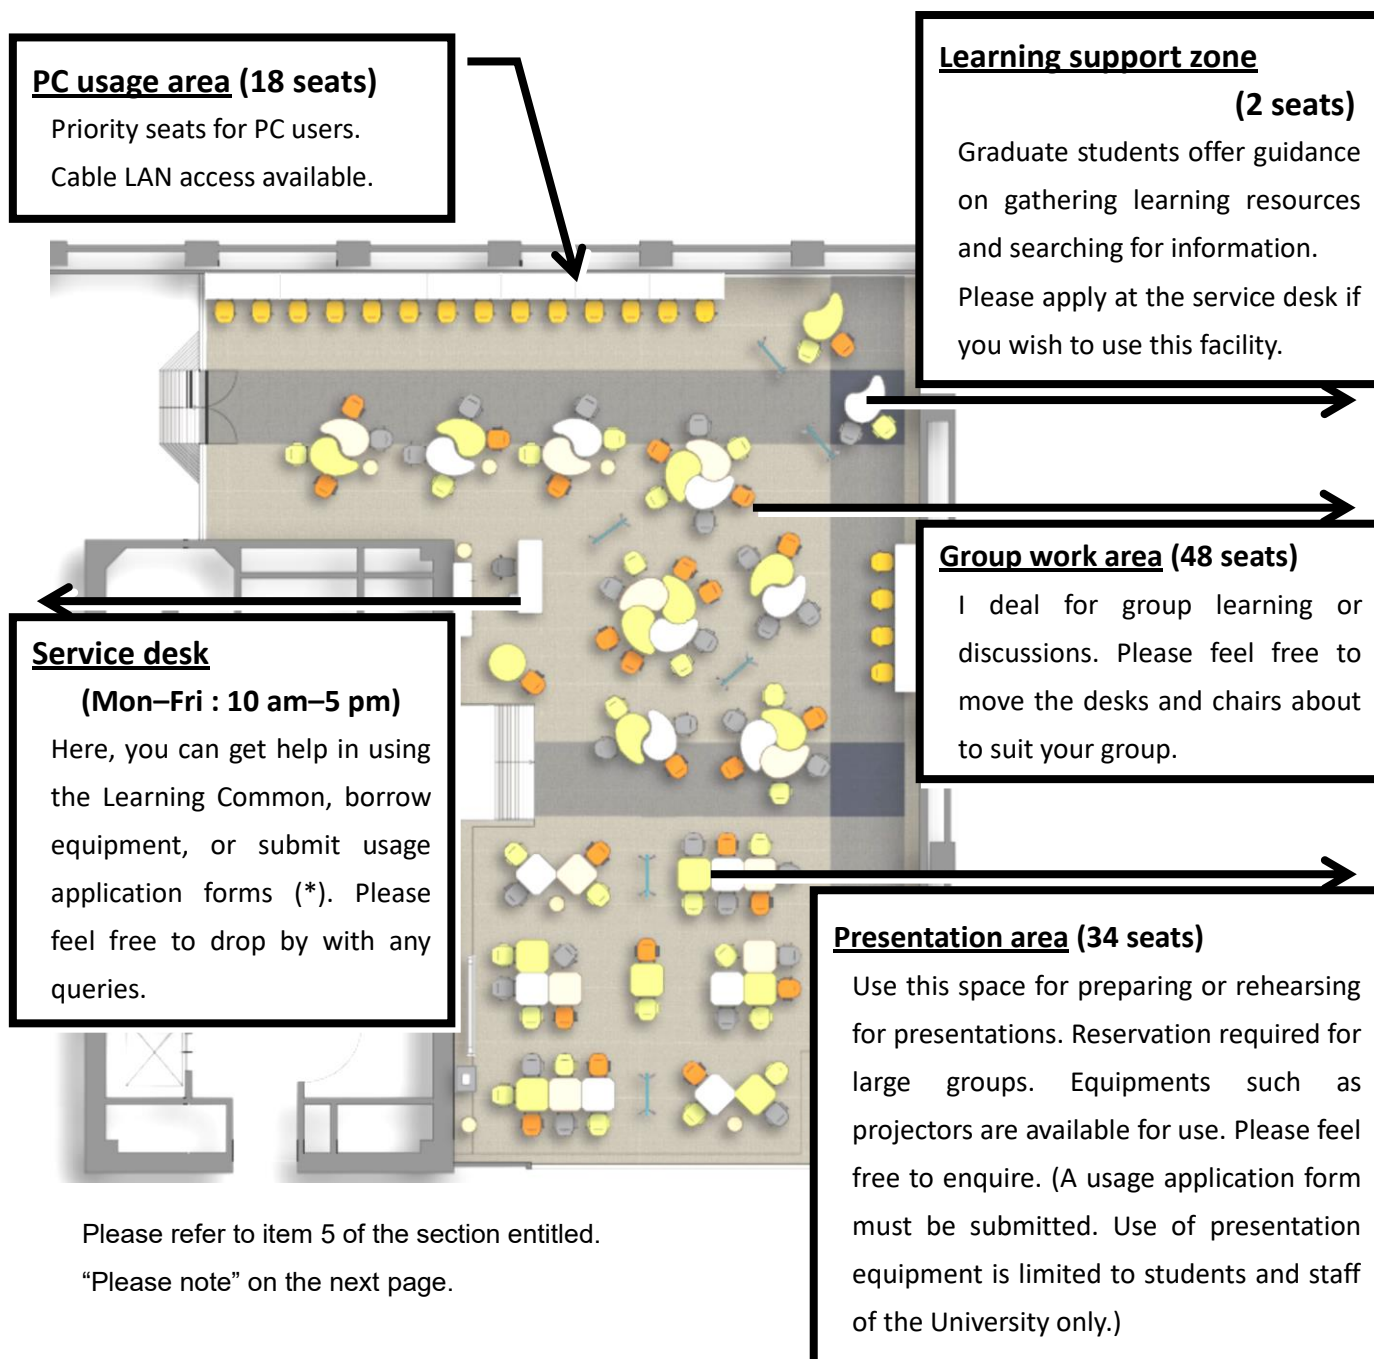 PC usage area (18 seats)
Priority seats for PC users.
Cable LAN access available.
Learning support zone
(2 seats)
Graduate students offer guidance
on gathering learning resources
and searching for information.
Please apply at the service desk if
you wish to use this facility.
Group work area (48 seats)
I deal for group learning or
discussions. Please feel free to
move the desks and chairs about
to suit your group.
Service desk
(Mon–Fri : 10 am–5 pm)
Here, you can get help in using
the Learning Common, borrow
equipment, or submit usage
application forms (*). Please
feel free to drop by with any
queries.
Presentation area (34 seats)
Use this space for preparing or rehearsing
for presentations. Reservation required for
large groups. Equipments such as
projectors are available for use. Please feel
free to enquire. (A usage application form
must be submitted. Use of presentation
equipment is limited to students and staff
of the University only.)
Please refer to item 5 of the section entitled.
“Please note” on the next page.